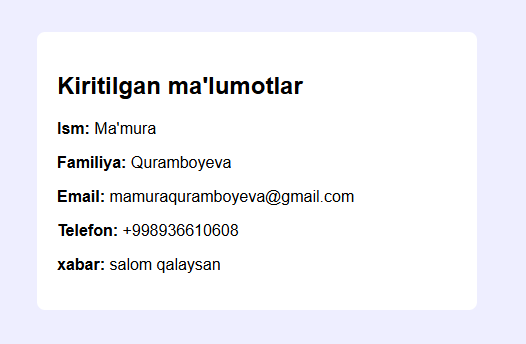 Kiritilgan ma'lumotlar
Ism: Ma'mura
Familiya: Quramboyeva
Email: mamuraquramboyeva@gmail.com
Telefon: +998936610608
xabar: salom qalaysan